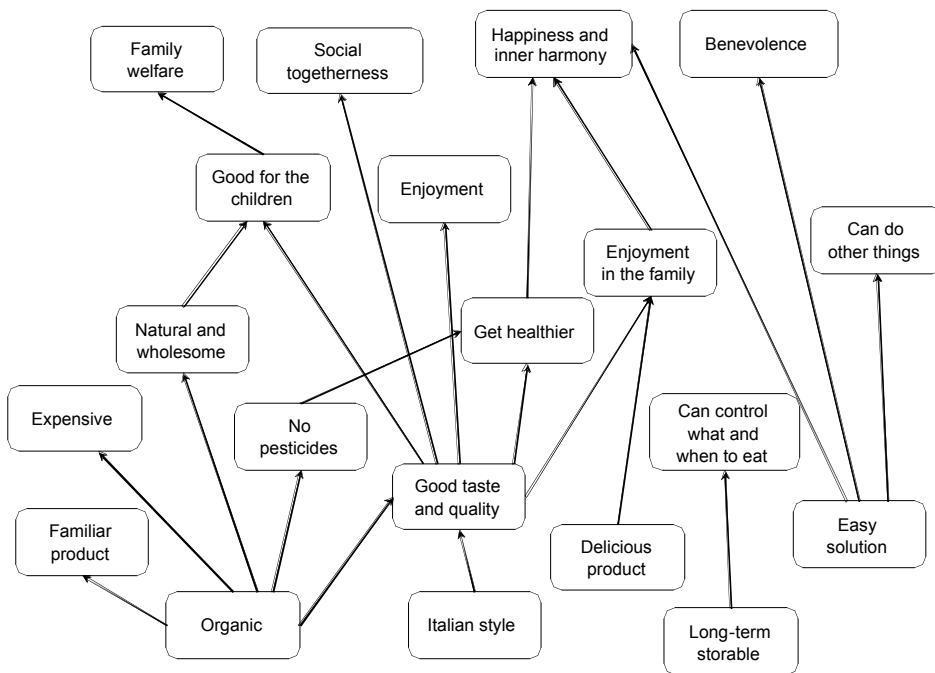 Family
welfare
Social
togetherness
Happiness and
inner harmony
Benevolence
Good for the
children
Enjoyment
Enjoyment
in the family
Can do
other things
Natural and
wholesome
Get healthier
Expensive
No
pesticides
Can control
what and
when to eat
Good taste
and quality
Familiar
product
Delicious
product
Easy
solution
Organic
Italian style
Long-term
storable